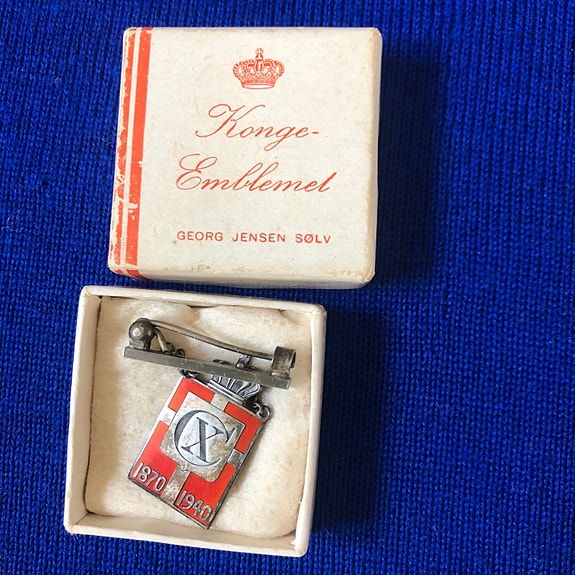 Konge-
Emblemet
GEORG JENSEN SØLV
CX
1870 1940